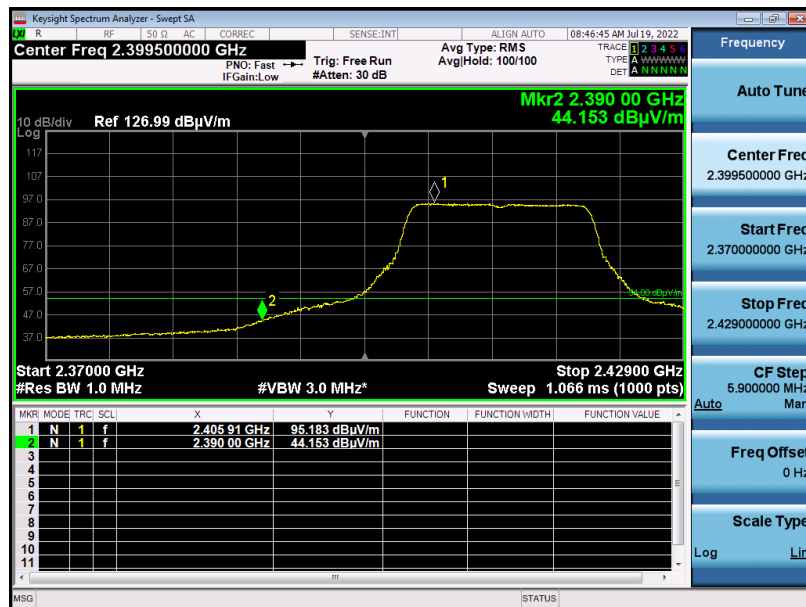 Keysight Spectrum Analyzer - Swept SA
LXI R RF 50 Ω AC CORREC SENSE:INT ALIGN AUTO 08:46:45 AM Jul 19, 2022
Center Freq 2.399500000 GHz
PNO: Fast
IFGain:Low
Trig: Free Run
#Atten: 30 dB
Avg Type: RMS
Avg|Hold: 100/100
TRACE 1 2 3 4 5 6
TYPE A WWWWW
DET A N N N N N
Mkr2 2.390 00 GHz
44.153 dBµV/m
10 dB/div Ref 126.99 dBµV/m
Log
117
107
97.0
87.0
77.0
67.0
57.0
47.0
37.0
1
2
54.00 dBµV/m
Start 2.37000 GHz Stop 2.42900 GHz
#Res BW 1.0 MHz #VBW 3.0 MHz* Sweep 1.066 ms (1000 pts)
MKR MODE TRC SCL X Y FUNCTION FUNCTION WIDTH FUNCTION VALUE
1 N 1 f 2.405 91 GHz 95.183 dBµV/m
2 N 1 f 2.390 00 GHz 44.153 dBµV/m
3
4
5
6
7
8
9
10
11
MSG STATUS
Frequency
Auto Tune
Center Freq
2.399500000 GHz
Start Freq
2.370000000 GHz
Stop Freq
2.429000000 GHz
CF Step
5.900000 MHz
Auto Man
Freq Offset
0 Hz
Scale Type
Log Lin